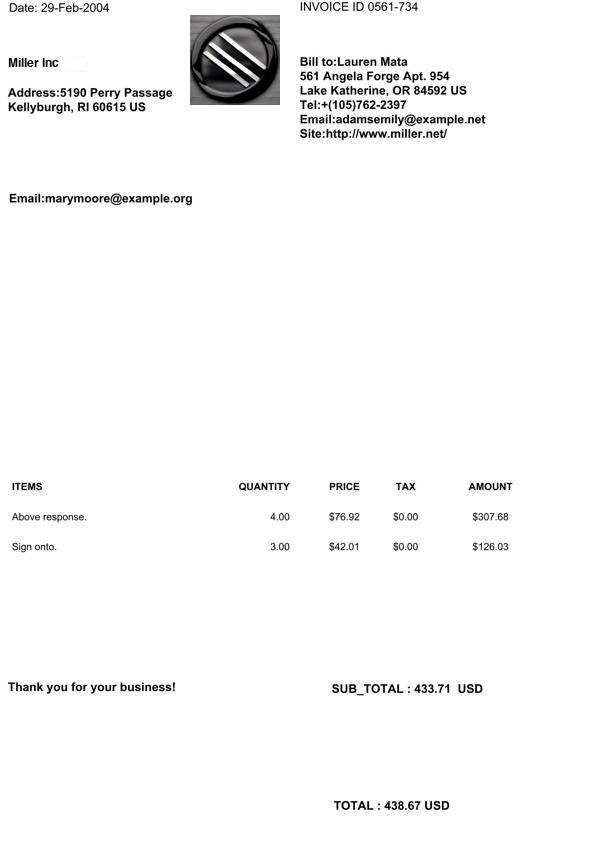 Date: 29-Feb-2004
INVOICE ID 0561-734
Miller Inc
Address:5190 Perry Passage
Kellyburgh, RI 60615 US
Bill to:Lauren Mata
561 Angela Forge Apt. 954
Lake Katherine, OR 84592 US
Tel:+(105)762-2397
Email:adamsemily@example.net
Site:http://www.miller.net/
Email:marymoore@example.org
ITEMS QUANTITY PRICE TAX AMOUNT
Above response. 4.00 $76.92 $0.00 $307.68
Sign onto. 3.00 $42.01 $0.00 $126.03
Thank you for your business!
SUB_TOTAL : 433.71 USD
TOTAL : 438.67 USD